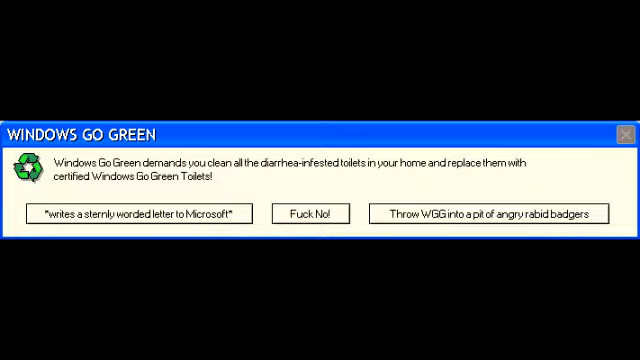 WINDOWS GO GREEN
Windows Go Green demands you clean all the diarrhea-infested toilets in your home and replace them with
certified Windows Go Green Toilets!
*writes a sternly worded letter to Microsoft* Fuck No! Throw WGG into a pit of angry rabid badgers